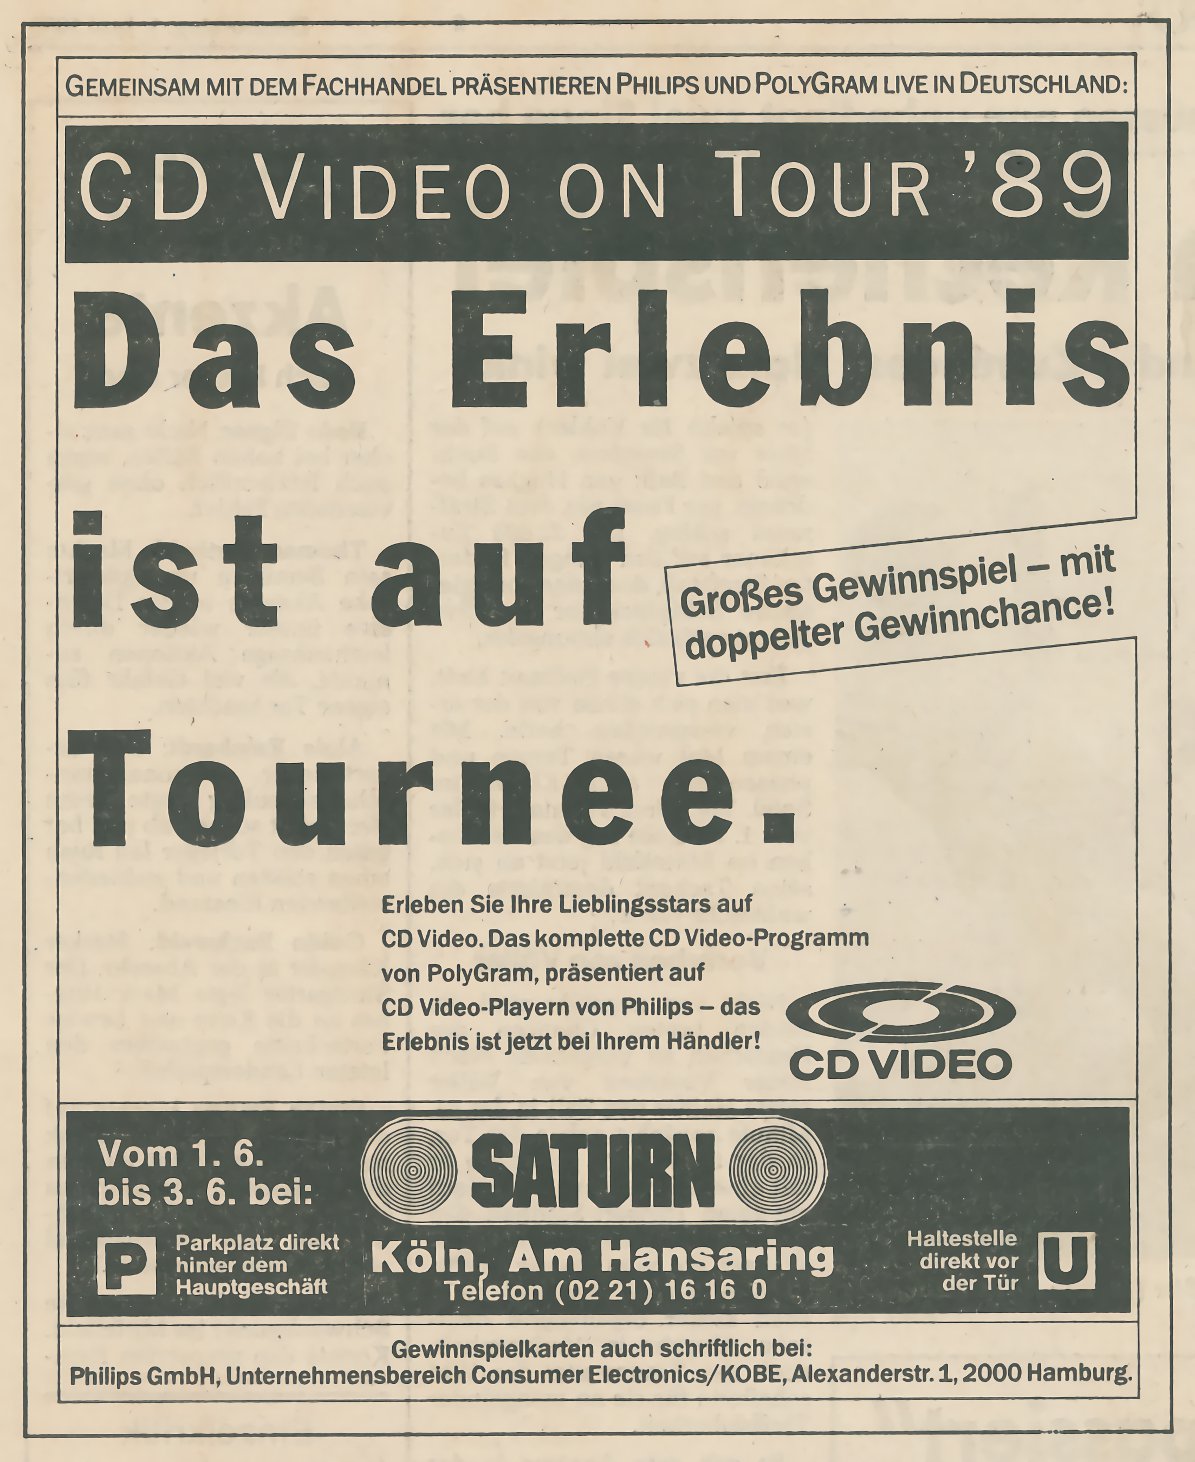 GEMEINSAM MIT DEM FACHHANDEL PRÄSENTIEREN PHILIPS UND POLYGRAM LIVE IN DEUTSCHLAND:
CD VIDEO ON TOUR '89
Das Erlebnis
ist auf
Großes Gewinnspiel – mit
doppelter Gewinnchance!
Tournee.
Erleben Sie Ihre Lieblingsstars auf
CD Video. Das komplette CD Video-Programm
von PolyGram, präsentiert auf
CD Video-Playern von Philips – das
Erlebnis ist jetzt bei Ihrem Händler!
CD VIDEO
Vom 1. 6.
bis 3. 6. bei:
SATURN
P
Parkplatz direkt
hinter dem
Hauptgeschäft
Köln, Am Hansaring
Telefon (02 21) 16 16 0
Haltestelle
direkt vor
der Tür
U
Gewinnspielkarten auch schriftlich bei:
Philips GmbH, Unternehmensbereich Consumer Electronics/KOBE, Alexanderstr. 1, 2000 Hamburg.